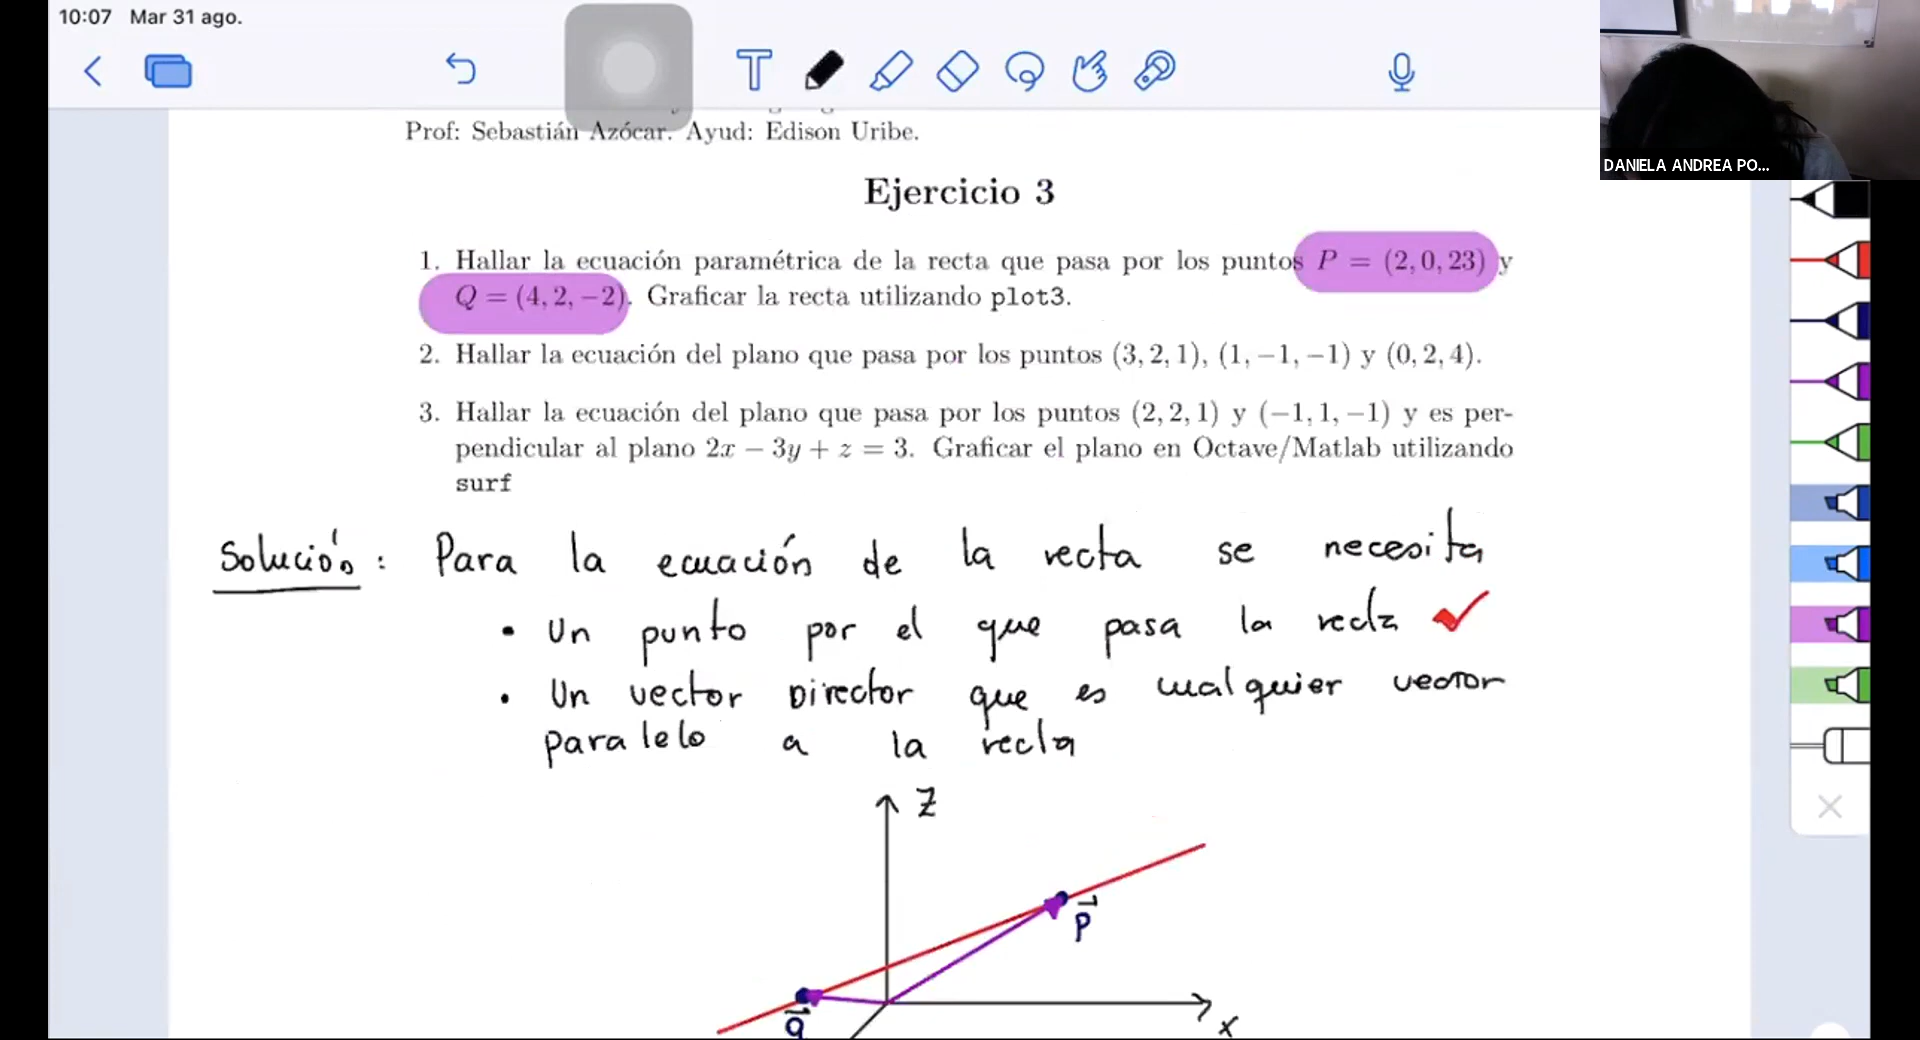 10:07 Mar 31 ago.
Prof: Sebastián Azócar. Ayud: Edison Uribe.
DANIELA ANDREA PO...
Ejercicio 3
1. Hallar la ecuación paramétrica de la recta que pasa por los puntos P = (2, 0, 23) y
Q = (4, 2, −2). Graficar la recta utilizando plot3.
2. Hallar la ecuación del plano que pasa por los puntos (3, 2, 1), (1, −1, −1) y (0, 2, 4).
3. Hallar la ecuación del plano que pasa por los puntos (2, 2, 1) y (−1, 1, −1) y es per-
pendicular al plano 2x − 3y + z = 3. Graficar el plano en Octave/Matlab utilizando
surf
Solución: Para la ecuación de la recta se necesita
• Un punto por el que pasa la recta ✓
• Un vector Director que es cualquier vector
paralelo a la recta
Z
P
Q
x